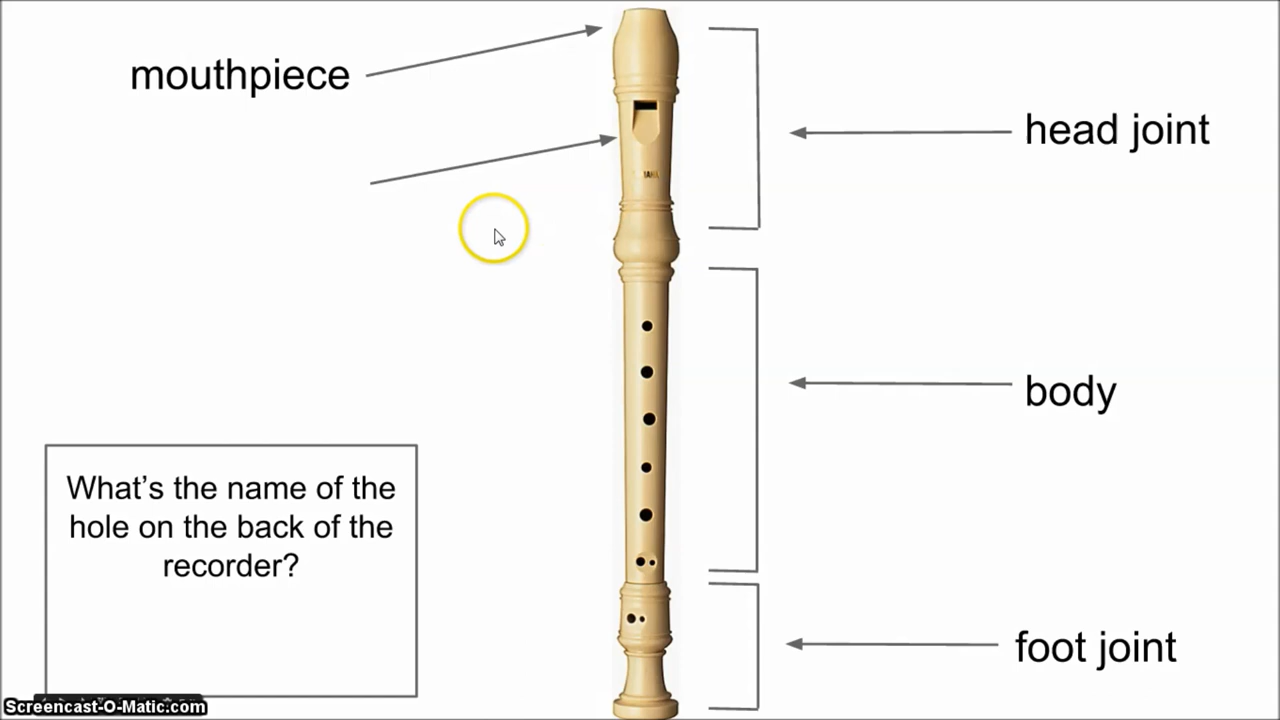 mouthpiece
head joint
body
What's the name of the
hole on the back of the
recorder?
foot joint
Screencast-O-Matic.com